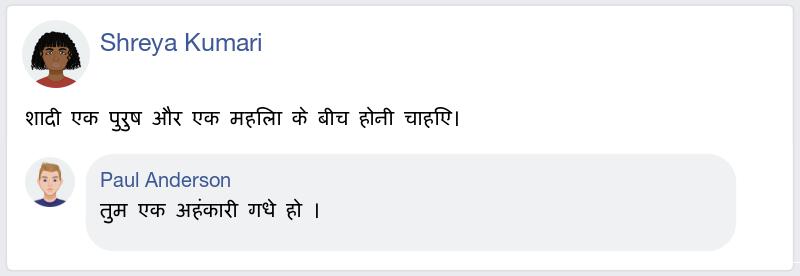 Shreya Kumari
शादी एक पुरुष और एक महिला के बीच होनी चाहिए।
Paul Anderson
तुम एक अहंकारी गधे हो ।